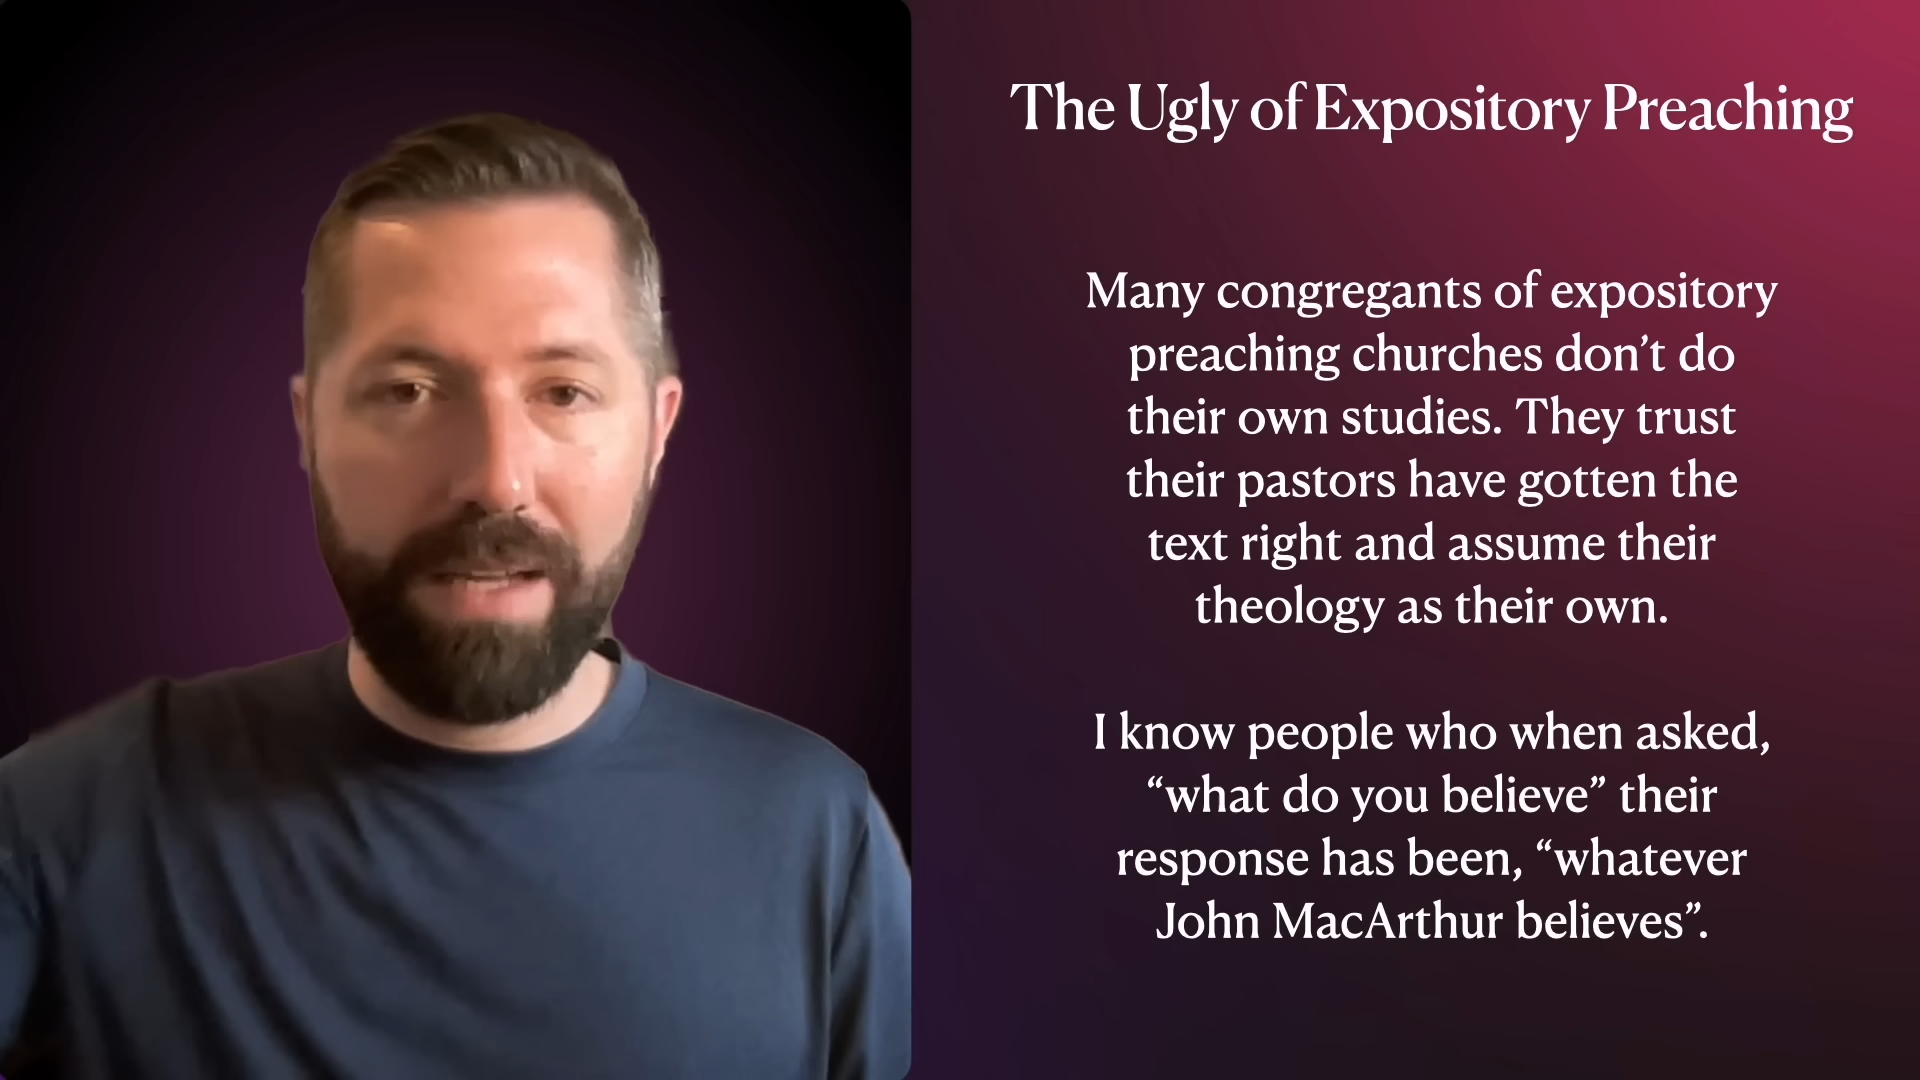 The Ugly of Expository Preaching
Many congregants of expository
preaching churches don’t do
their own studies. They trust
their pastors have gotten the
text right and assume their
theology as their own.
I know people who when asked,
“what do you believe” their
response has been, “whatever
John MacArthur believes”.